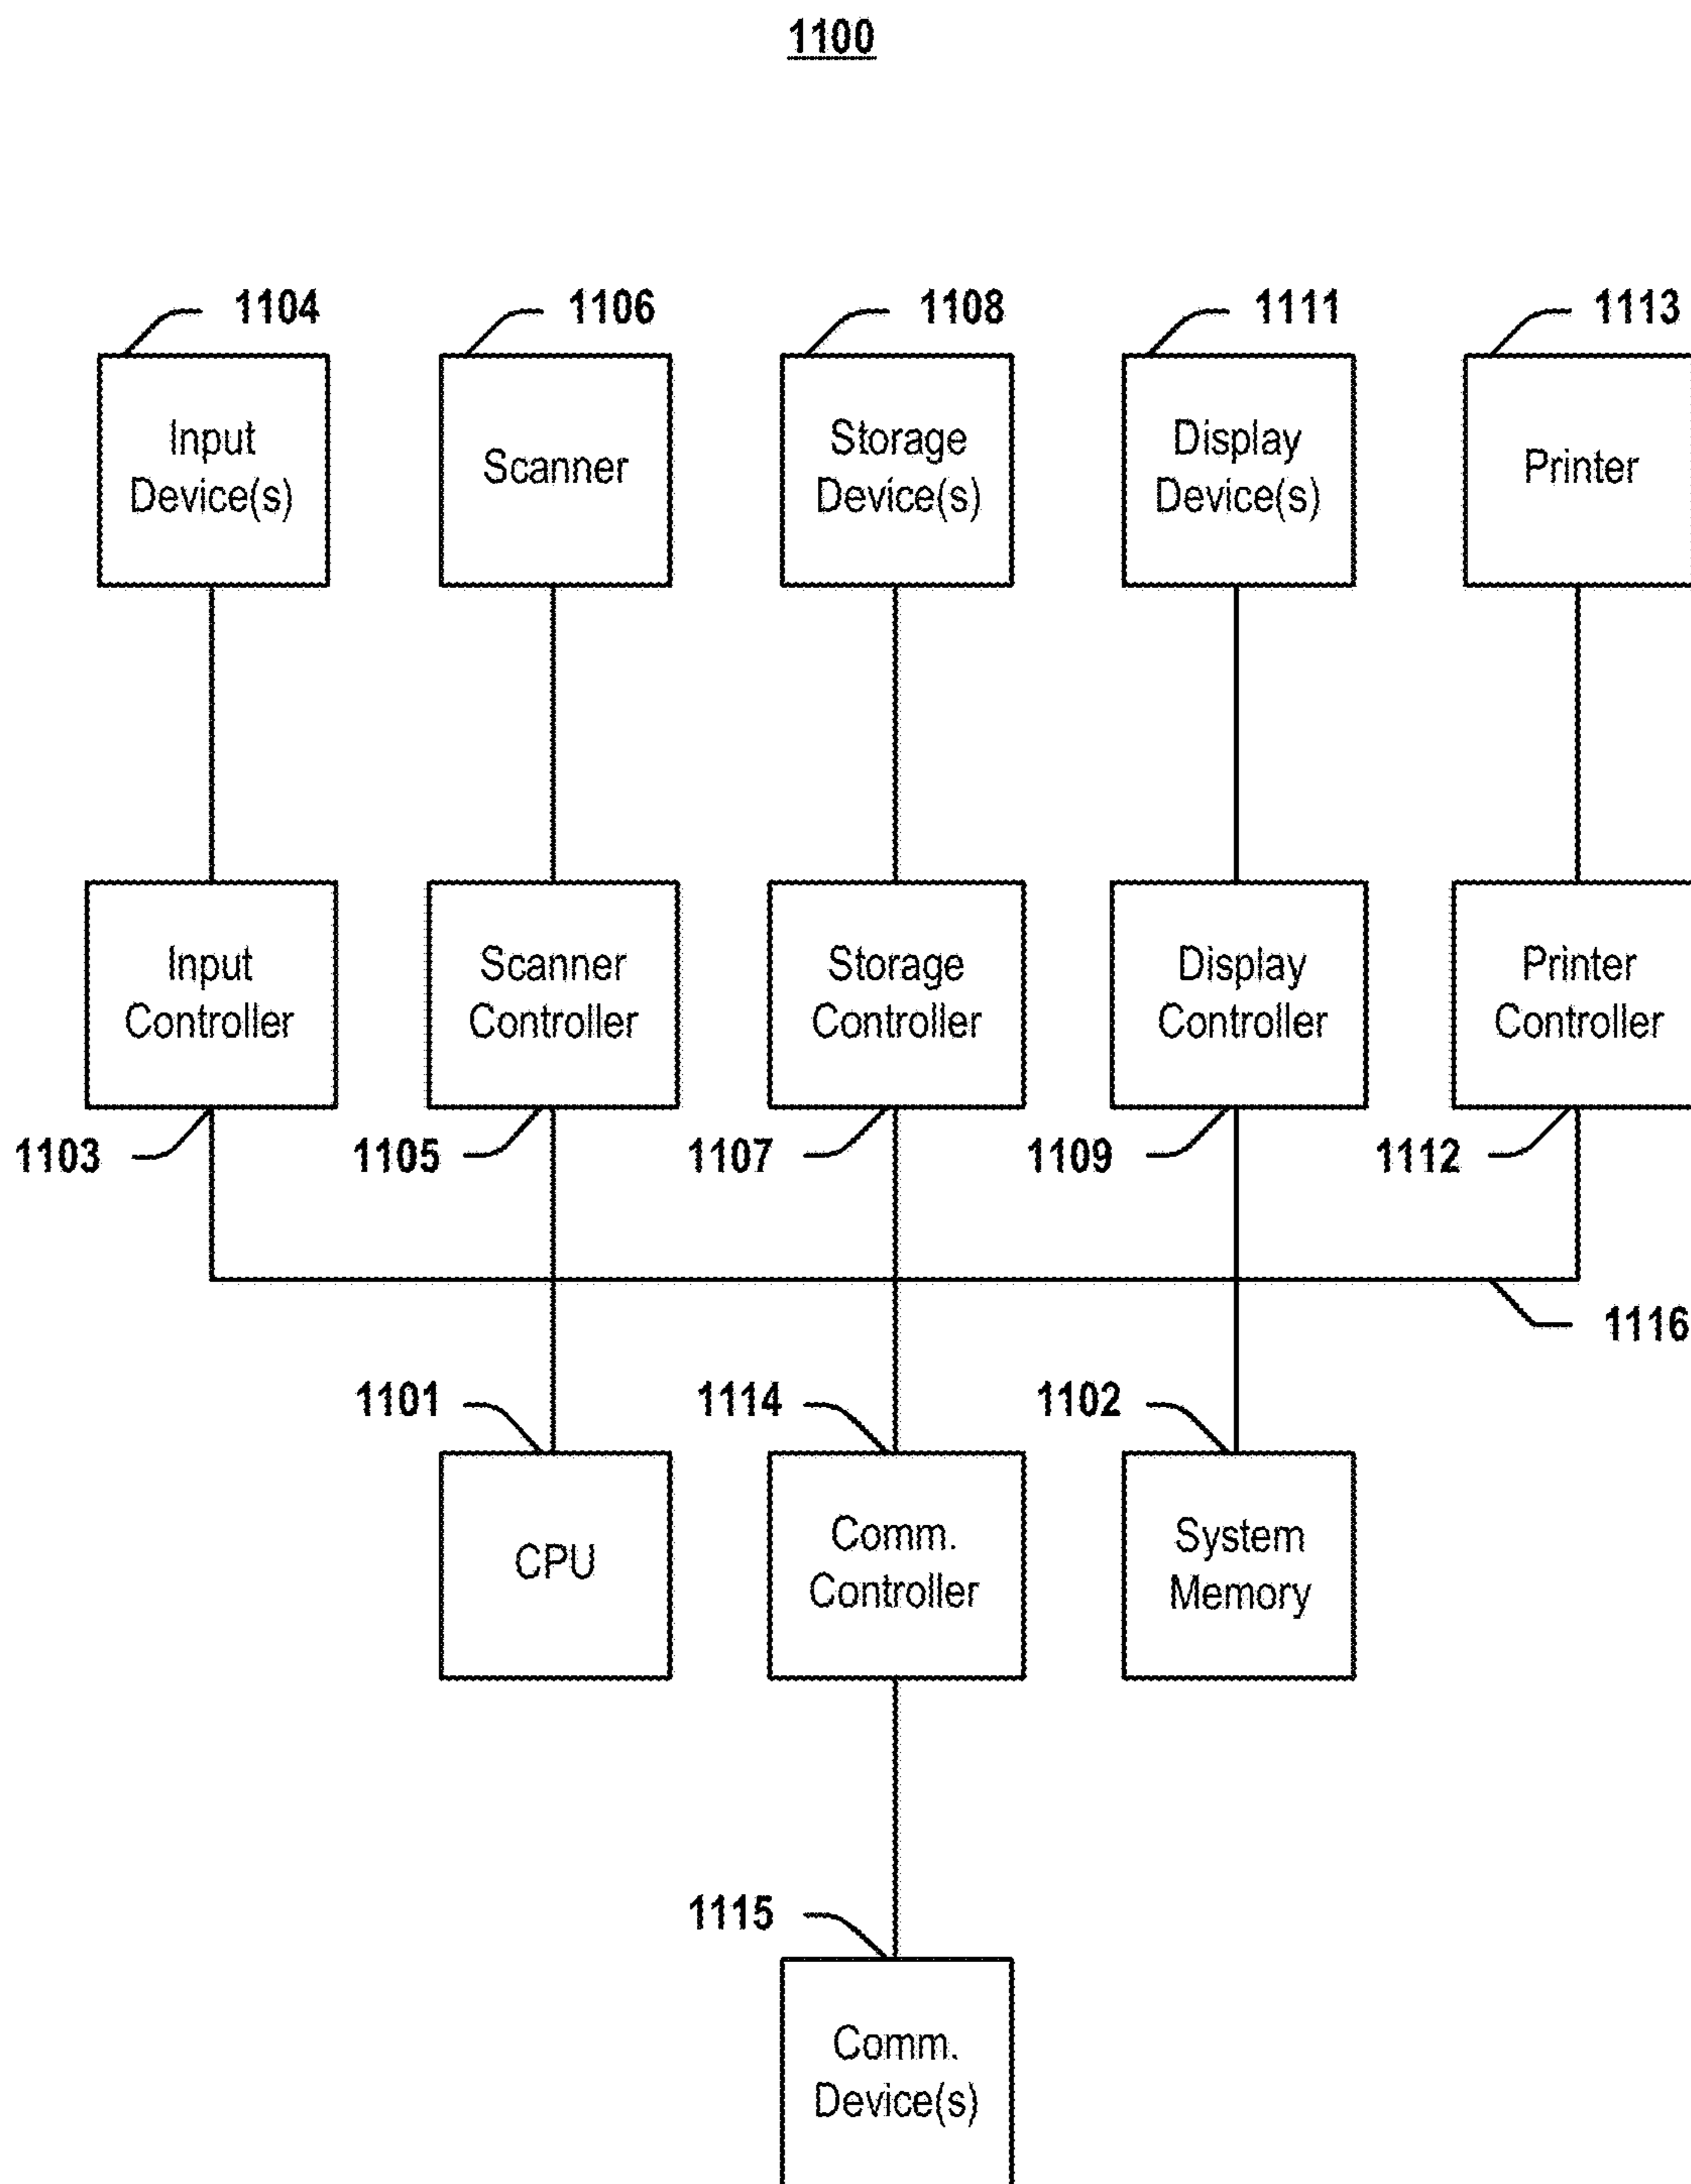 1100
1104
1106
1108
1111
1113
Input
Device(s)
Scanner
Storage
Device(s)
Display
Device(s)
Printer
Input
Controller
Scanner
Controller
Storage
Controller
Display
Controller
Printer
Controller
1103
1105
1107
1109
1112
1116
1101
1114
1102
CPU
Comm.
Controller
System
Memory
1115
Comm.
Device(s)